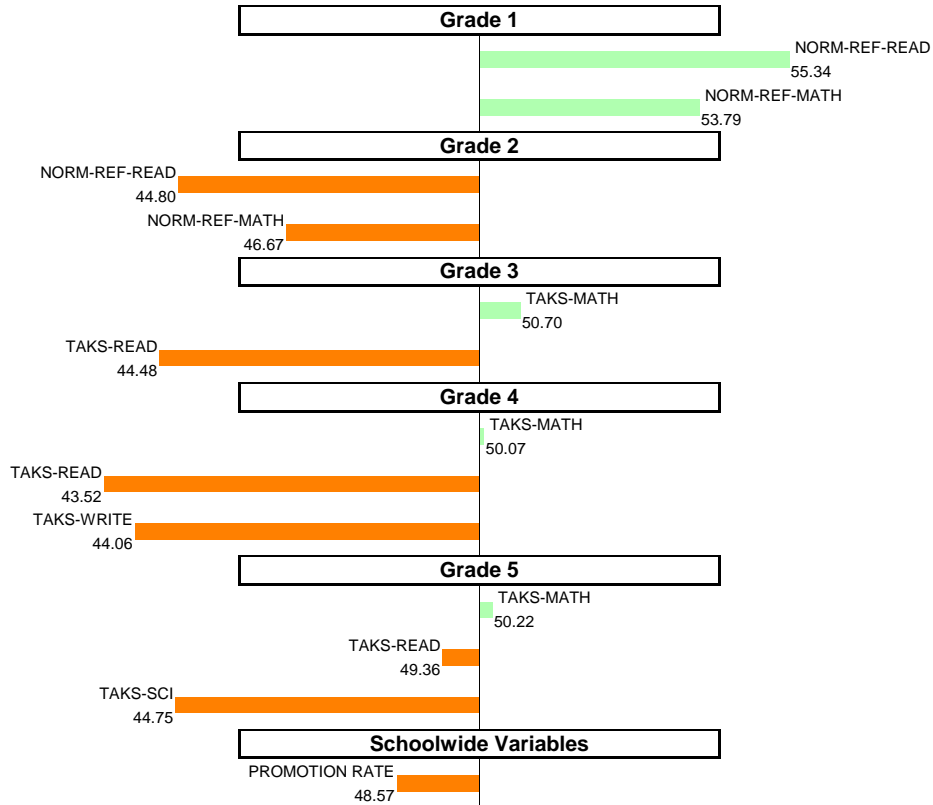 Grade 1
NORM-REF-READ
55.34
NORM-REF-MATH
53.79
Grade 2
NORM-REF-READ
44.80
NORM-REF-MATH
46.67
Grade 3
TAKS-MATH
50.70
TAKS-READ
44.48
Grade 4
TAKS-MATH
50.07
TAKS-READ
43.52
TAKS-WRITE
44.06
Grade 5
TAKS-MATH
50.22
TAKS-READ
49.36
TAKS-SCI
44.75
Schoolwide Variables
PROMOTION RATE
48.57